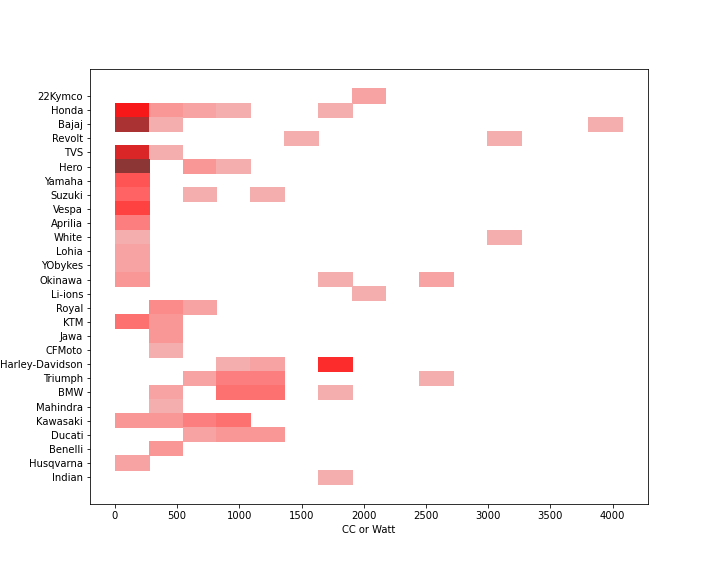 22Kymco
Honda
Bajaj
Revolt
TVS
Hero
Yamaha
Suzuki
Vespa
Aprilia
White
Lohia
YObykes
Okinawa
Li-ions
Royal
KTM
Jawa
CFMoto
Harley-Davidson
Triumph
BMW
Mahindra
Kawasaki
Ducati
Benelli
Husqvarna
Indian
0 500 1000 1500 2000 2500 3000 3500 4000
CC or Watt